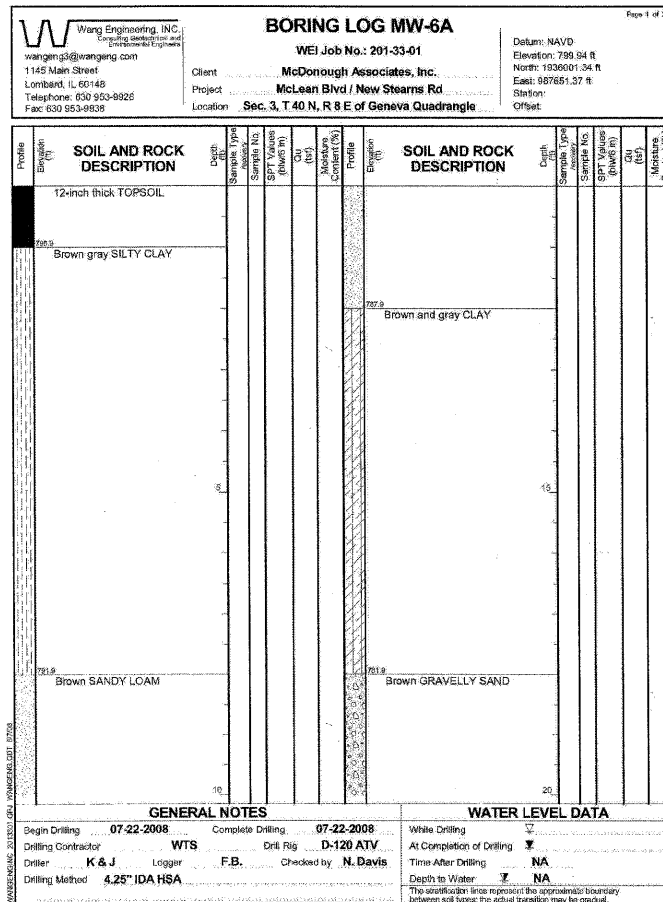 Page 1 of
Wang Engineering, INC.
Consulting Geotechnical and
Environmental Engineers
wangeng3@wangeng.com
1145 Main Street
Lombard, IL 60148
Telephone: 630 953-9928
Fax: 630 953-9938
BORING LOG MW-6A
WEI Job No.: 201-33-01
Client McDonough Associates, Inc.
Project McLean Blvd / New Stearns Rd
Location Sec. 3, T 40 N, R 8 E of Geneva Quadrangle
Datum: NAVD
Elevation: 799.94 ft
North: 1936001.34 ft
East: 987651.37 ft
Station:
Offset:
Profile
Elevation (ft)
SOIL AND ROCK DESCRIPTION
Depth (ft)
Sample Type
recovery
Sample No.
SPT Values (blw/6 in)
Qu (tsf)
Moisture Content (%)
Profile
Elevation (ft)
SOIL AND ROCK DESCRIPTION
Depth (ft)
Sample Type
recovery
Sample No.
SPT Values (blw/6 in)
Qu (tsf)
Moisture
12-inch thick TOPSOIL
Brown gray SILTY CLAY
5
791.9
Brown SANDY LOAM
10
787.9
Brown and gray CLAY
15
781.9
Brown GRAVELLY SAND
20
GENERAL NOTES
Begin Drilling 07-22-2008 Complete Drilling 07-22-2008
Drilling Contractor WTS Drill Rig D-120 ATV
Driller K & J Logger F.B. Checked by N. Davis
Drilling Method 4.25" IDA HSA
WATER LEVEL DATA
While Drilling
At Completion of Drilling
Time After Drilling NA
Depth to Water NA
The stratification lines represent the approximate boundary
between soil types; the actual transition may be gradual.